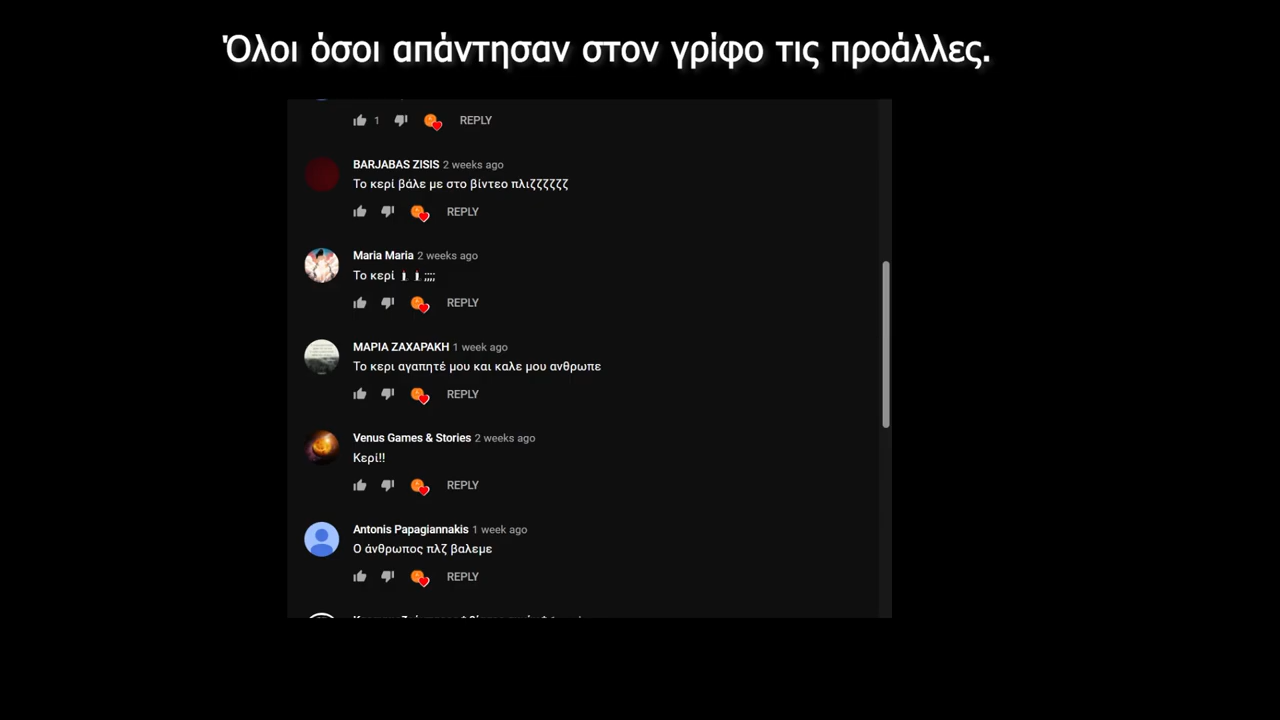 Όλοι όσοι απάντησαν στον γρίφο τις προάλλες.
1 REPLY
BARJABAS ZISIS 2 weeks ago
Το κερί βάλε με στο βίντεο πλιζζζζζζ
REPLY
Maria Maria 2 weeks ago
Το κερί 🕯🕯;;;;
REPLY
ΜΑΡΙΑ ΖΑΧΑΡΑΚΗ 1 week ago
Το κερι αγαπητέ μου και καλε μου ανθρωπε
REPLY
Venus Games & Stories 2 weeks ago
Κερί!!
REPLY
Antonis Papagiannakis 1 week ago
Ο άνθρωπος πλζ βαλεμε
REPLY